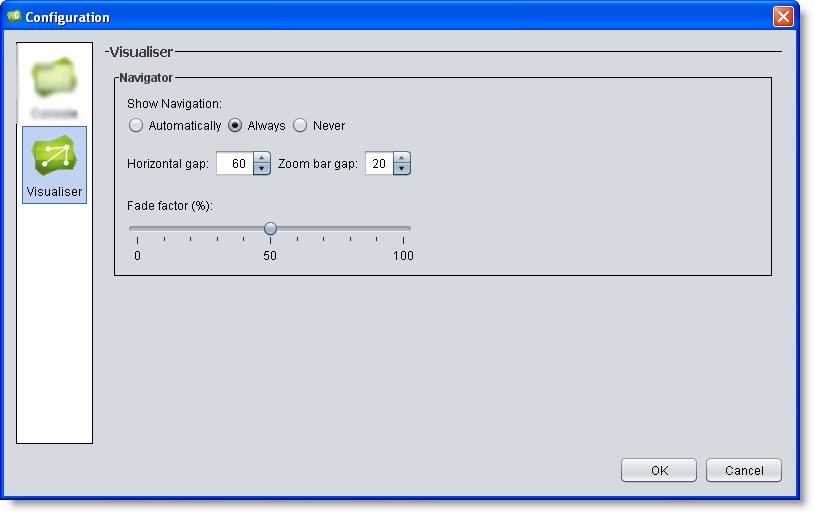 Configuration
Visualiser
Navigator
Show Navigation:
Automatically Always Never
Horizontal gap: 60 Zoom bar gap: 20
Fade factor (%):
0 50 100
Visualiser
OK Cancel